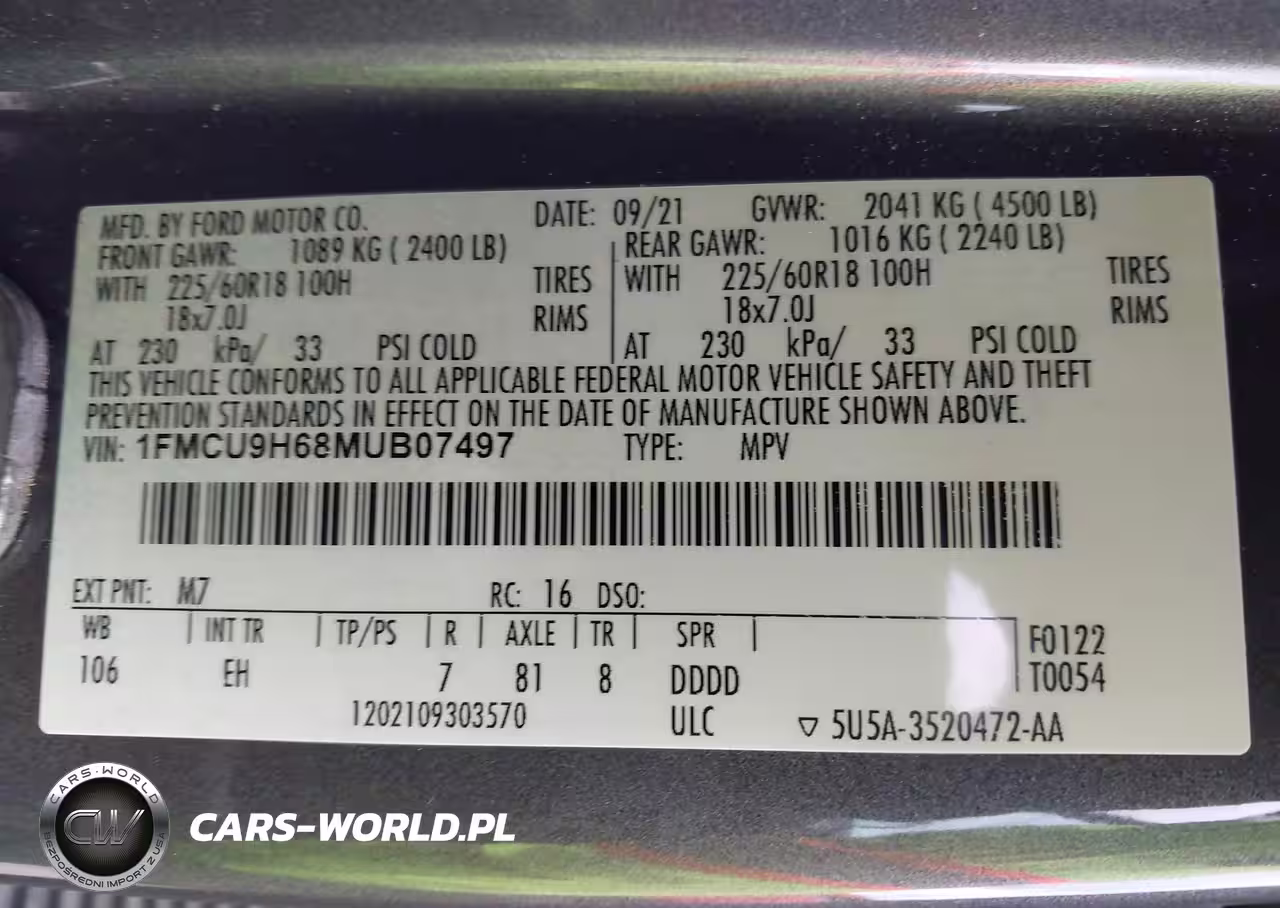 MFD. BY FORD MOTOR CO. DATE: 09/21 GVWR: 2041 KG ( 4500 LB)
FRONT GAWR: 1089 KG ( 2400 LB) REAR GAWR: 1016 KG ( 2240 LB)
WITH 225/60R18 100H TIRES WITH 225/60R18 100H TIRES
18x7.0J RIMS 18x7.0J RIMS
AT 230 kPa/ 33 PSI COLD AT 230 kPa/ 33 PSI COLD
THIS VEHICLE CONFORMS TO ALL APPLICABLE FEDERAL MOTOR VEHICLE SAFETY AND THEFT
PREVENTION STANDARDS IN EFFECT ON THE DATE OF MANUFACTURE SHOWN ABOVE.
VIN: 1FMCU9H68MUB07497 TYPE: MPV
EXT PNT: M7 RC: 16 DSO:
WB INT TR TP/PS R AXLE TR SPR F0122
106 EH 7 81 8 DDDD T0054
1202109303570 ULC ▽ 5U5A-3520472-AA
CARS-WORLD
CW
BEZPOŚREDNI IMPORT Z USA
CARS-WORLD.PL